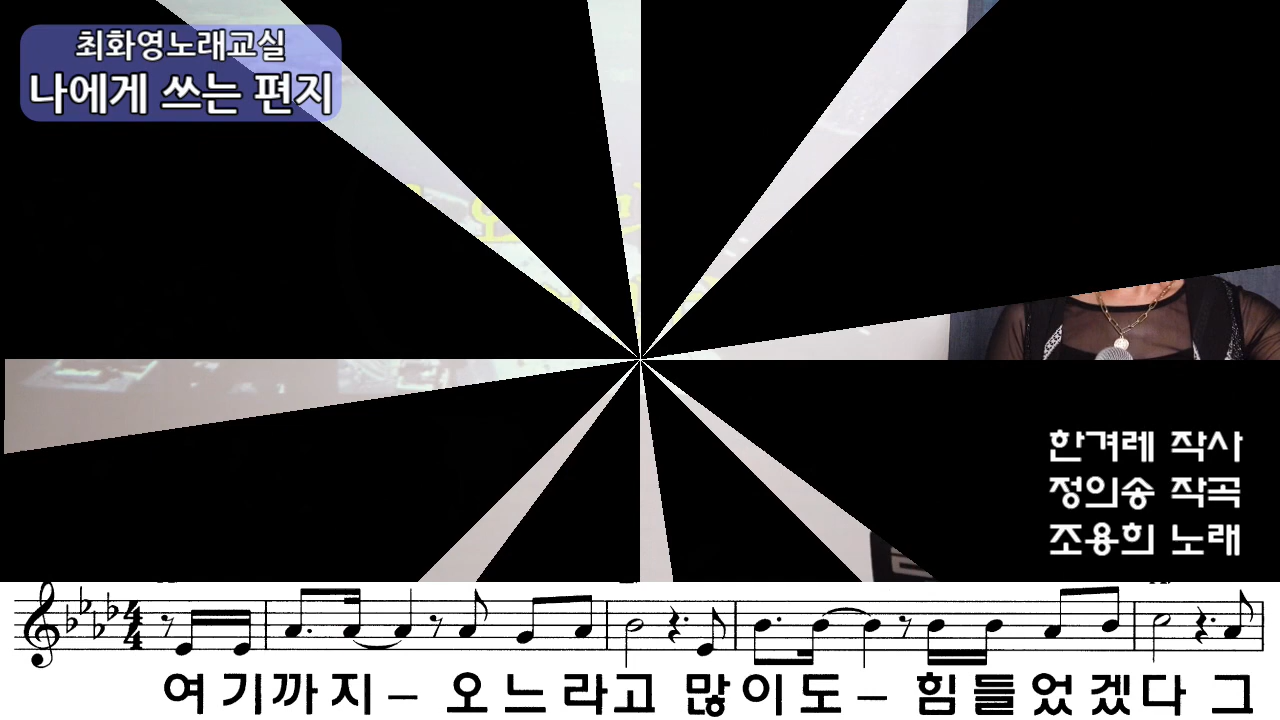 최화영노래교실
나에게 쓰는 편지
한겨레 작사
정의송 작곡
조용희 노래
4
4
여기까지– 오느라고 많이도– 힘들었겠다 그